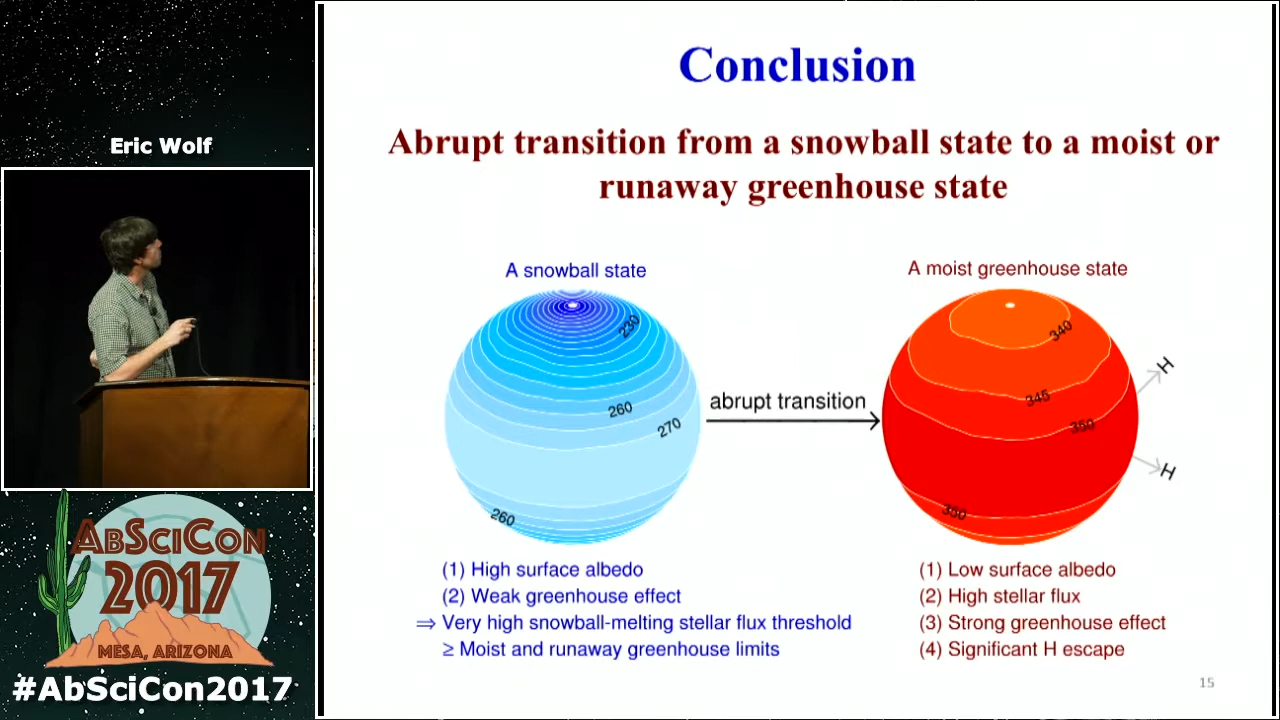 Eric Wolf
ABSCICON
2017
MESA, ARIZONA
#AbSciCon2017
Conclusion
Abrupt transition from a snowball state to a moist or
runaway greenhouse state
A snowball state
230
260
270
260
(1) High surface albedo
(2) Weak greenhouse effect
⇒ Very high snowball-melting stellar flux threshold
≥ Moist and runaway greenhouse limits
abrupt transition
A moist greenhouse state
340
345
350
350
H
H
(1) Low surface albedo
(2) High stellar flux
(3) Strong greenhouse effect
(4) Significant H escape
15